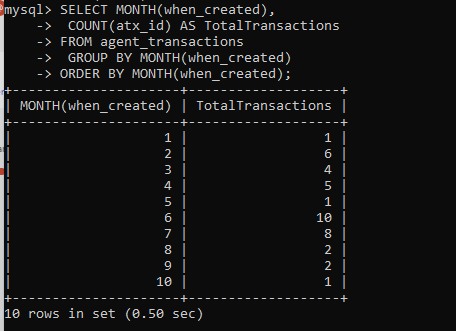 mysql> SELECT MONTH(when_created),
    ->  COUNT(atx_id) AS TotalTransactions
    -> FROM agent_transactions
    ->  GROUP BY MONTH(when_created)
    -> ORDER BY MONTH(when_created);
+---------------------+-------------------+
| MONTH(when_created) | TotalTransactions |
+---------------------+-------------------+
|                   1 |                 1 |
|                   2 |                 6 |
|                   3 |                 4 |
|                   4 |                 5 |
|                   5 |                 1 |
|                   6 |                10 |
|                   7 |                 8 |
|                   8 |                 2 |
|                   9 |                 2 |
|                  10 |                 1 |
+---------------------+-------------------+
10 rows in set (0.50 sec)